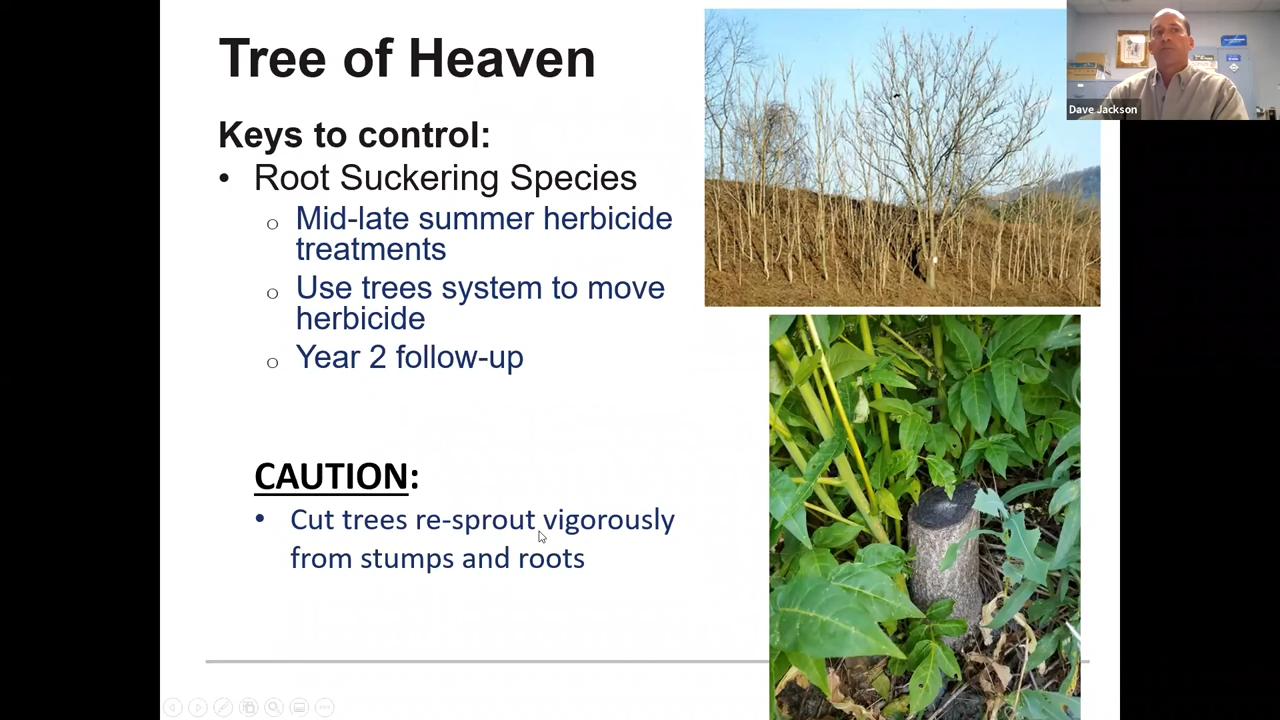 Tree of Heaven
Keys to control:
• Root Suckering Species
o Mid-late summer herbicide
treatments
o Use trees system to move
herbicide
o Year 2 follow-up
CAUTION:
• Cut trees re-sprout vigorously
from stumps and roots
Dave Jackson